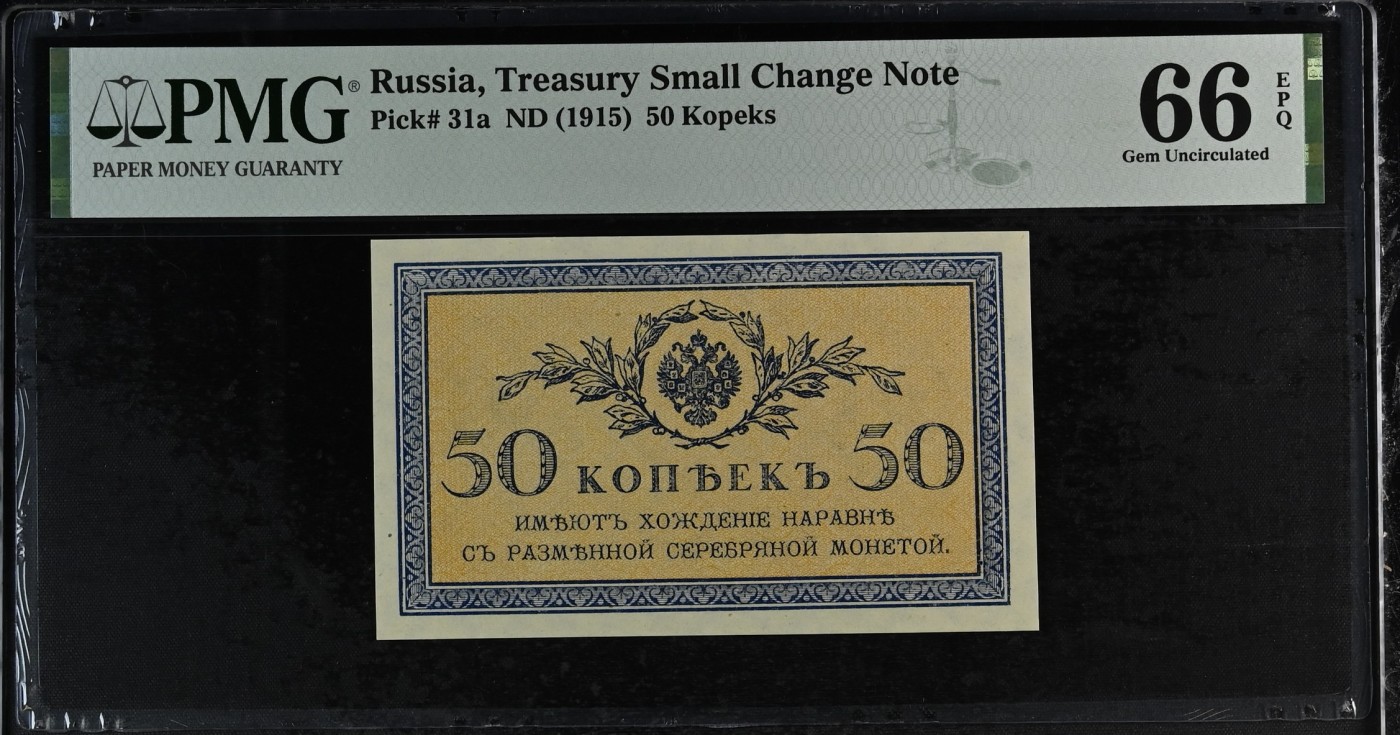 PMG®
PAPER MONEY GUARANTY
Russia, Treasury Small Change Note
Pick# 31a ND (1915) 50 Kopeks
66 EPQ
Gem Uncirculated
50 КОПѢЕКЪ 50
ИМѢЮТЪ ХОЖДЕНІЕ НАРАВНѢ
СЪ РАЗМѢННОЙ СЕРЕБРЯНОЙ МОНЕТОЙ.